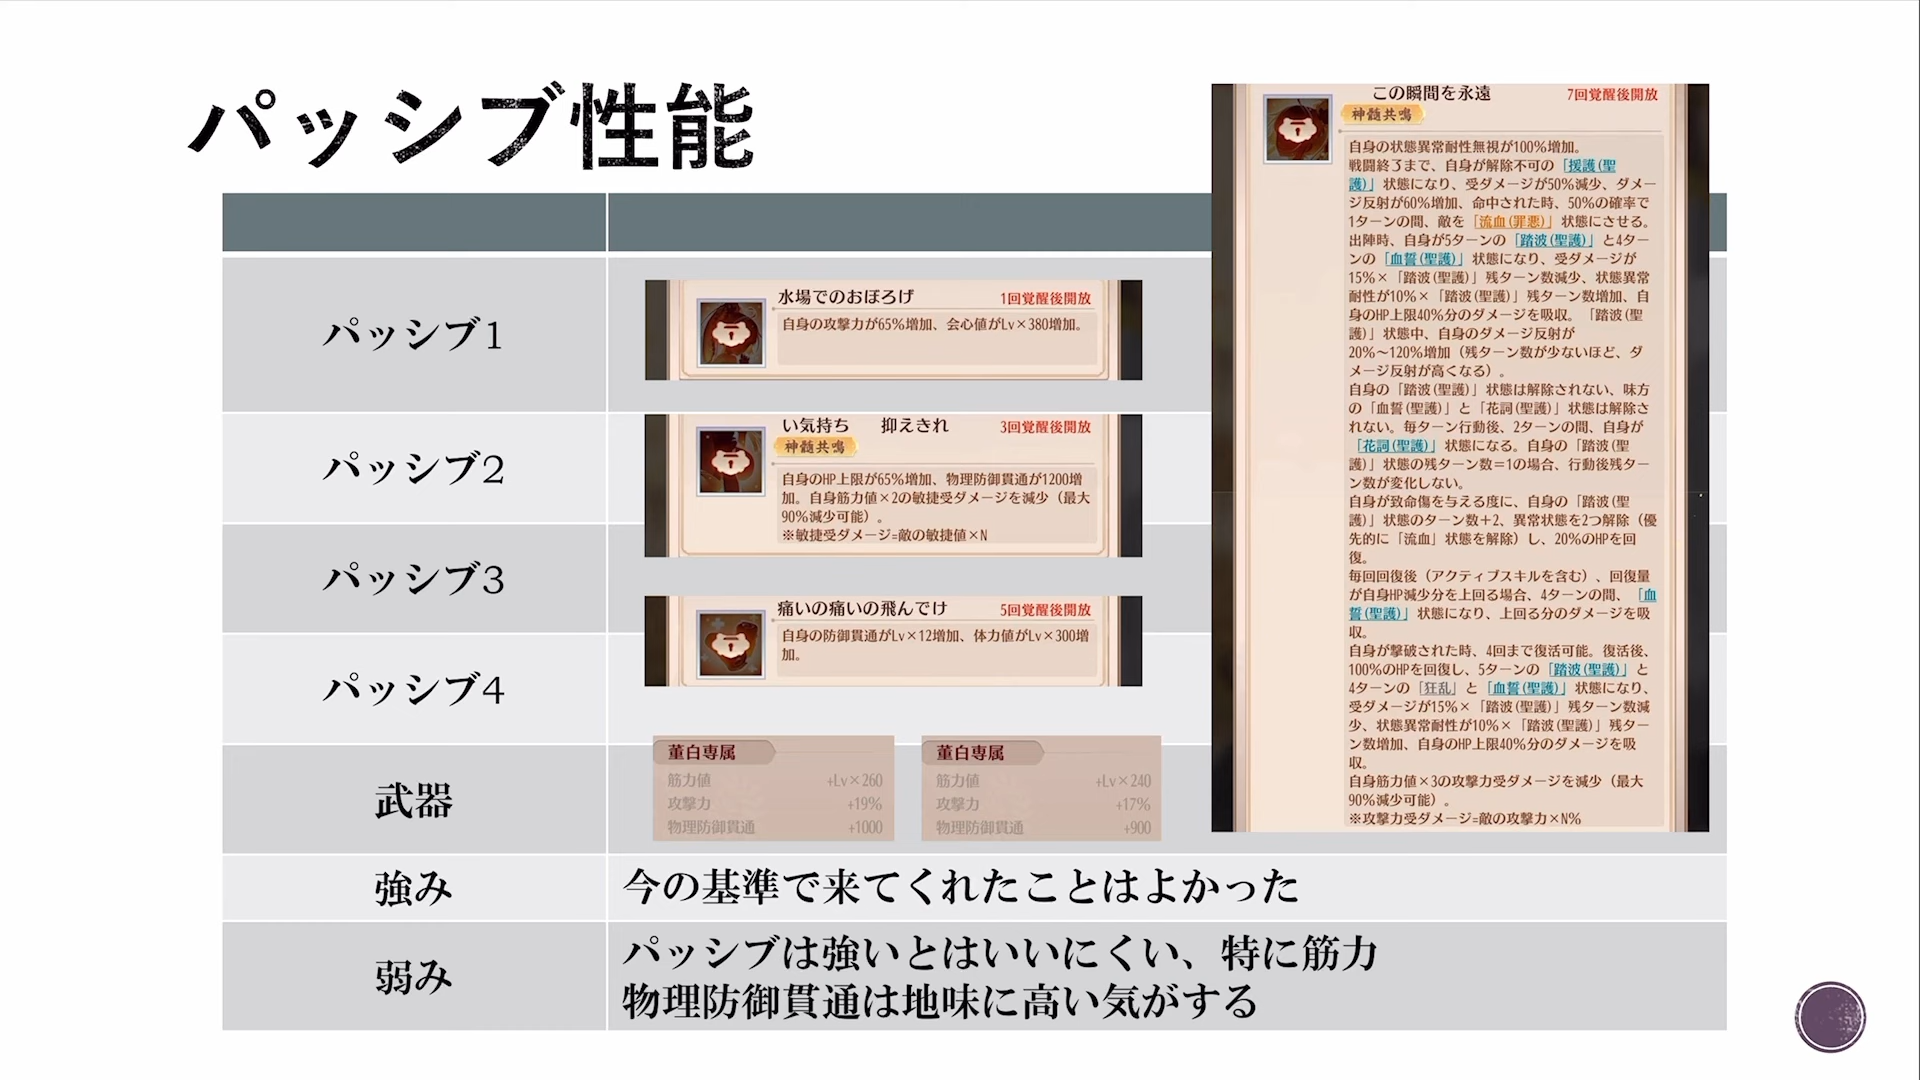 パッシブ性能
パッシブ1
水場でのおぼろげ 1回覚醒後開放
自身の攻撃力が65%増加、会心値がLv×380増加。
パッシブ2
い気持ち 抑えきれ 3回覚醒後開放
神髄共鳴
自身のHP上限が65%増加、物理防御貫通が1200増
加。自身筋力値×2の敏捷受ダメージを減少（最大
90%減少可能）。
※敏捷受ダメージ=敵の敏捷値×N
パッシブ3
痛いの痛いの飛んでけ 5回覚醒後開放
自身の防御貫通がLv×12増加、体力値がLv×300増
加。
パッシブ4
この瞬間を永遠 7回覚醒後開放
神髄共鳴
自身の状態異常耐性無視が100%増加。
戦闘終了まで、自身が解除不可の「援護(聖
護)」状態になり、受ダメージが50%減少、ダメー
ジ反射が60%増加、命中された時、50%の確率で
1ターンの間、敵を「流血(罪悪)」状態にさせる。
出陣時、自身が5ターンの「踏波(聖護)」と4ター
ンの「血誓(聖護)」状態になり、受ダメージが
15%×「踏波(聖護)」残ターン数減少、状態異常
耐性が10%×「踏波(聖護)」残ターン数増加、自
身のHP上限40%分のダメージを吸収。「踏波(聖
護)」状態中、自身のダメージ反射が
20%～120%増加（残ターン数が少ないほど、ダ
メージ反射が高くなる）。
自身の「踏波(聖護)」状態は解除されない、味方
の「血誓(聖護)」と「花詞(聖護)」状態は解除さ
れない。毎ターン行動後、2ターンの間、自身が
「花詞(聖護)」状態になる。自身の「踏波(聖
護)」状態の残ターン数=1の場合、行動後残ター
ン数が変化しない。
自身が致命傷を与える度に、自身の「踏波(聖
護)」状態のターン数+2、異常状態を2つ解除（優
先的に「流血」状態を解除）し、20%のHPを回
復。
毎回回復後（アクティブスキルを含む）、回復量
が自身HP減少分を上回る場合、4ターンの間、「血
誓(聖護)」状態になり、上回る分のダメージを吸
収。
自身が撃破された時、4回まで復活可能。復活後、
100%のHPを回復し、5ターンの「踏波(聖護)」と
4ターンの「狂乱」と「血誓(聖護)」状態になり、
受ダメージが15%×「踏波(聖護)」残ターン数減
少、状態異常耐性が10%×「踏波(聖護)」残ター
ン数増加、自身のHP上限40%分のダメージを吸
収。
自身筋力値×3の攻撃力受ダメージを減少（最大
90%減少可能）。
※攻撃力受ダメージ=敵の攻撃力×N%
武器
董白専属
筋力値 +Lv×260
攻撃力 +19%
物理防御貫通 +1000
董白専属
筋力値 +Lv×240
攻撃力 +17%
物理防御貫通 +900
強み
今の基準で来てくれたことはよかった
弱み
パッシブは強いとはいいにくい、特に筋力
物理防御貫通は地味に高い気がする